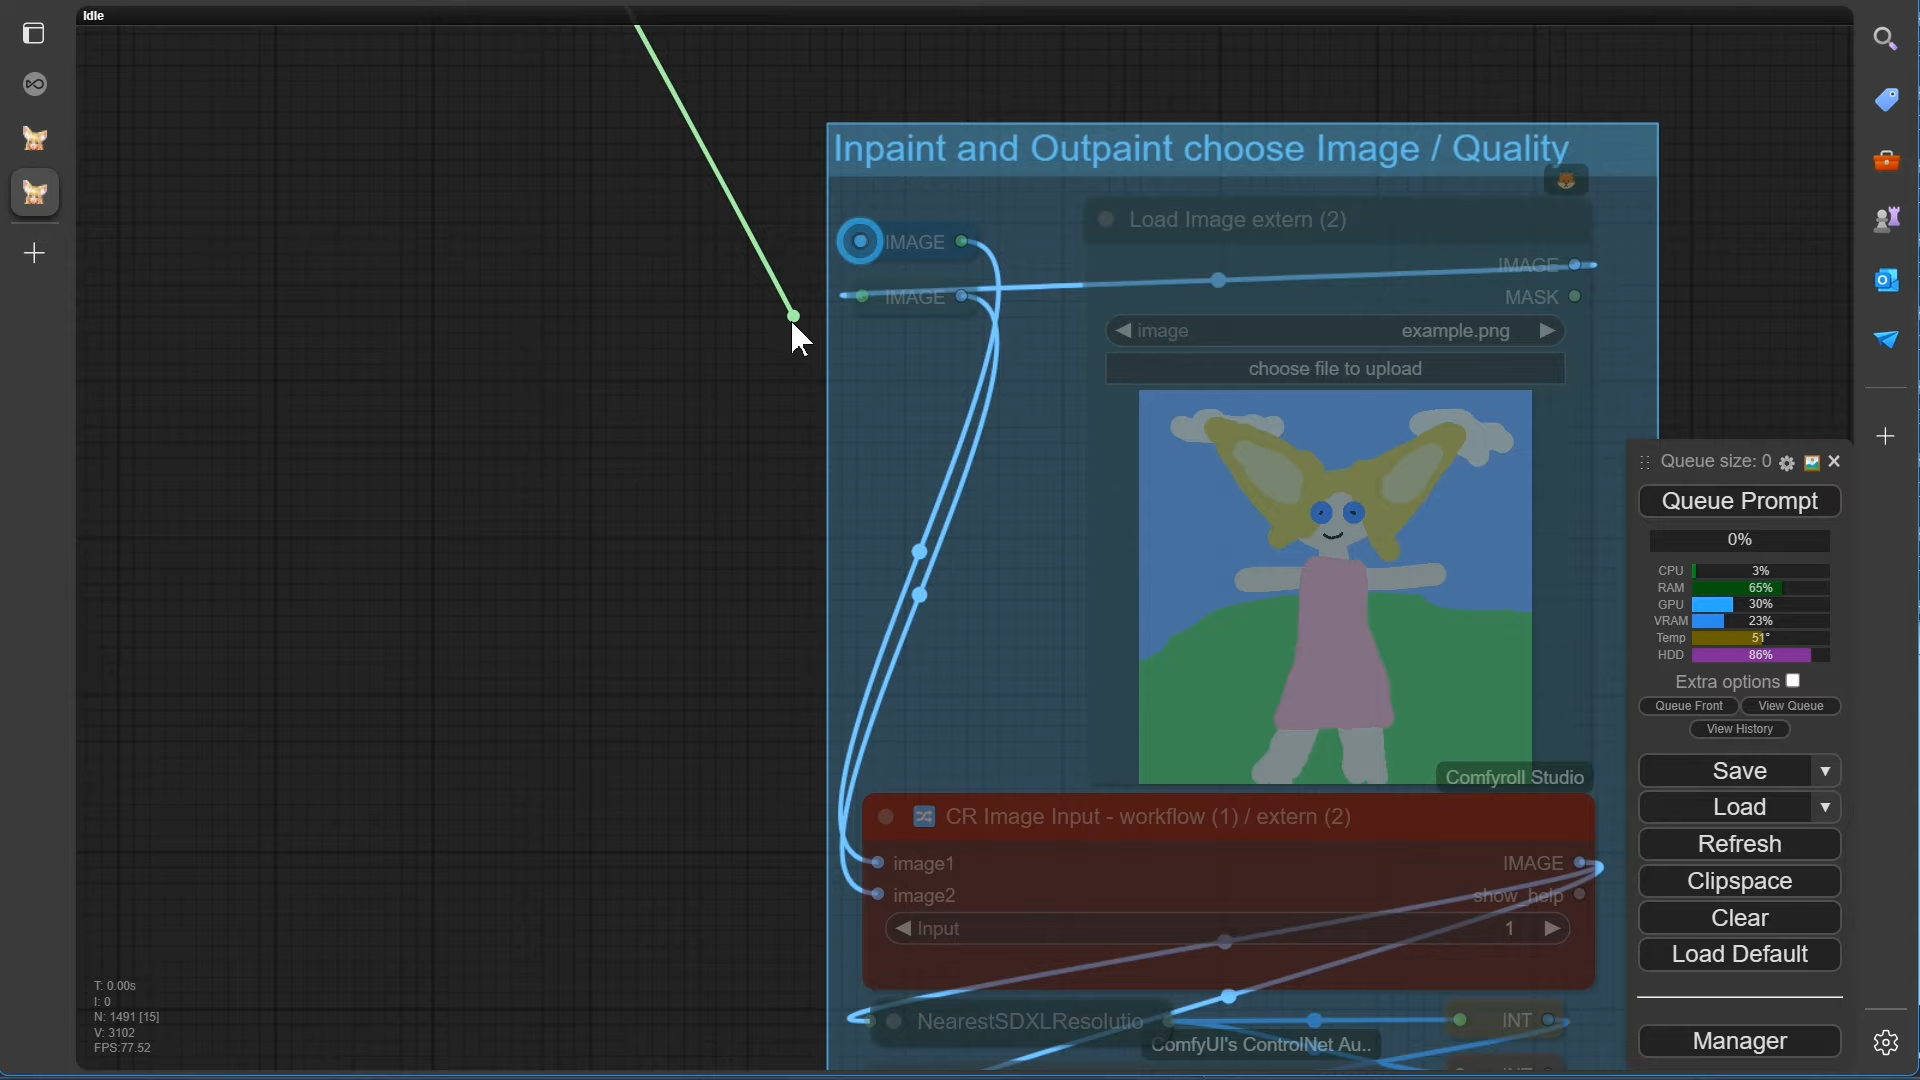 Idle
Inpaint and Outpaint choose Image / Quality
Load Image extern (2)
IMAGE
IMAGE
IMAGE
MASK
image example.png
choose file to upload
Comfyroll Studio
CR Image Input - workflow (1) / extern (2)
image1 IMAGE
image2 show_help
Input 1
NearestSDXLResolutio
INT
ComfyUI's ControlNet Au..
INT
T: 0.00s
I: 0
N: 1491 [15]
V: 3102
FPS:77.52
Queue size: 0
Queue Prompt
0%
CPU 3%
RAM 65%
GPU 30%
VRAM 23%
Temp 51°
HDD 86%
Extra options
Queue Front View Queue
View History
Save
Load
Refresh
Clipspace
Clear
Load Default
Manager